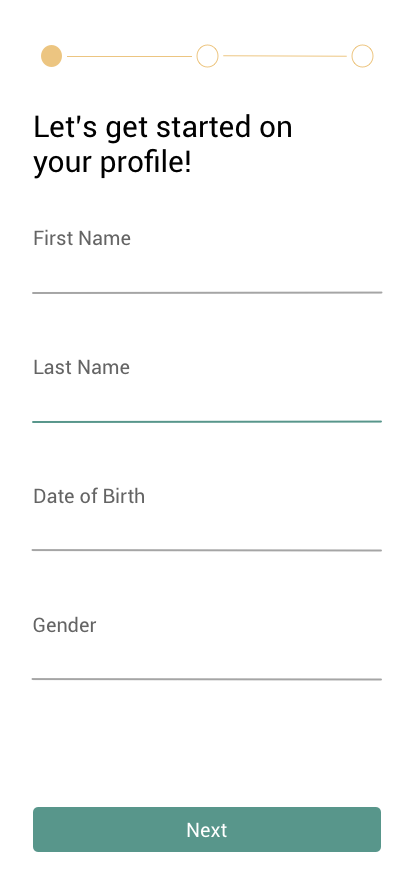 Let's get started on
your profile!
First Name
Last Name
Date of Birth
Gender
Next